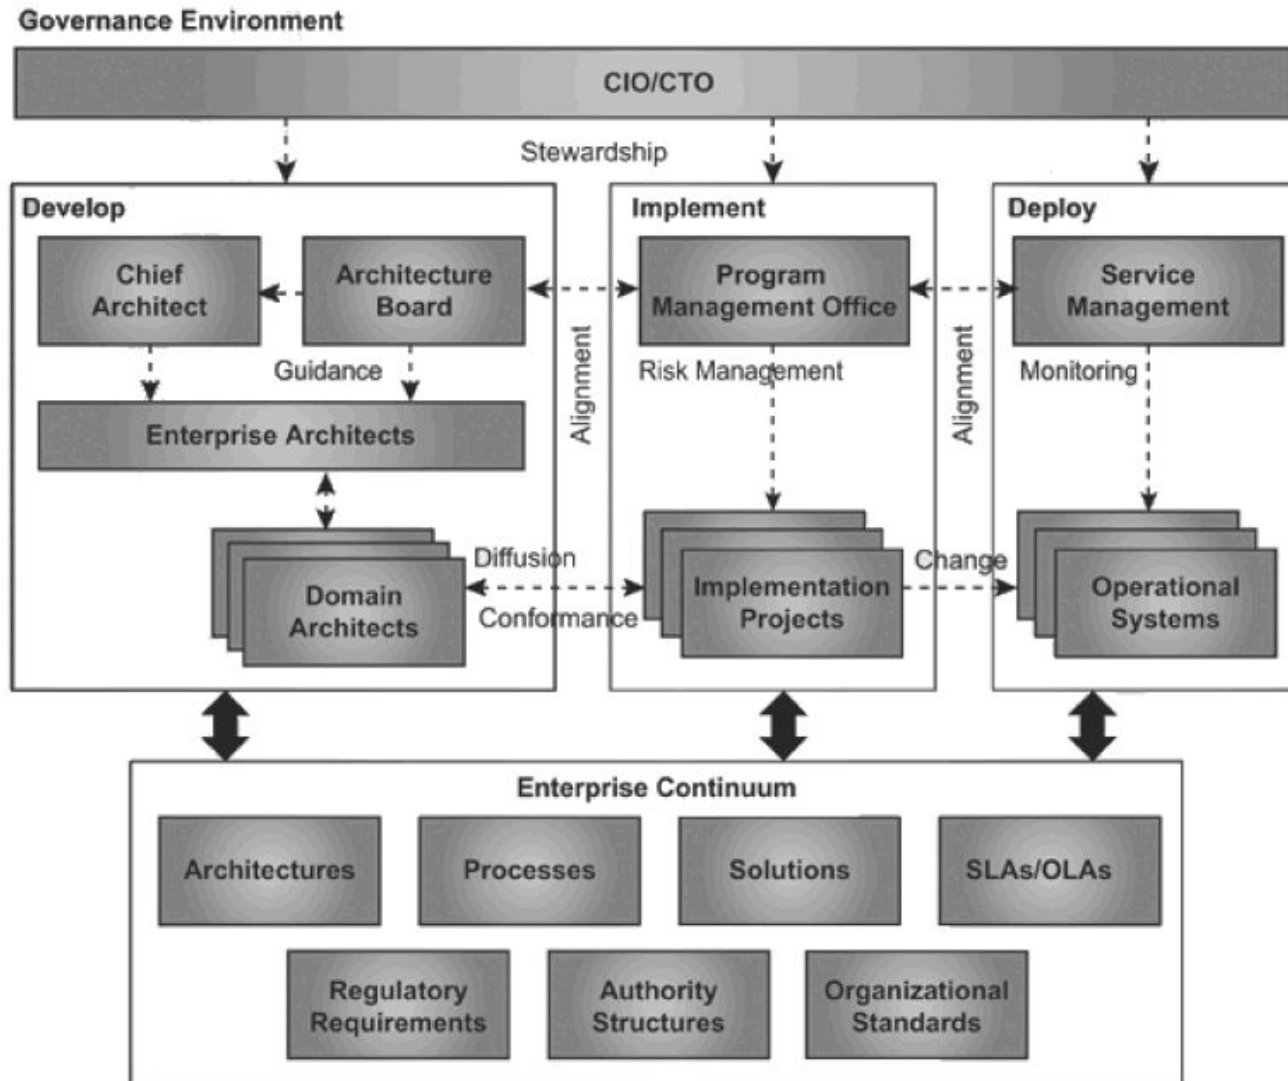 Governance Environment
CIO/CTO
Stewardship
Develop
Chief
Architect
Architecture
Board
Guidance
Enterprise Architects
Domain
Architects
Diffusion
Conformance
Alignment
Implement
Program
Management Office
Risk Management
Implementation
Projects
Change
Alignment
Deploy
Service
Management
Monitoring
Operational
Systems
Enterprise Continuum
Architectures
Processes
Solutions
SLAs/OLAs
Regulatory
Requirements
Authority
Structures
Organizational
Standards